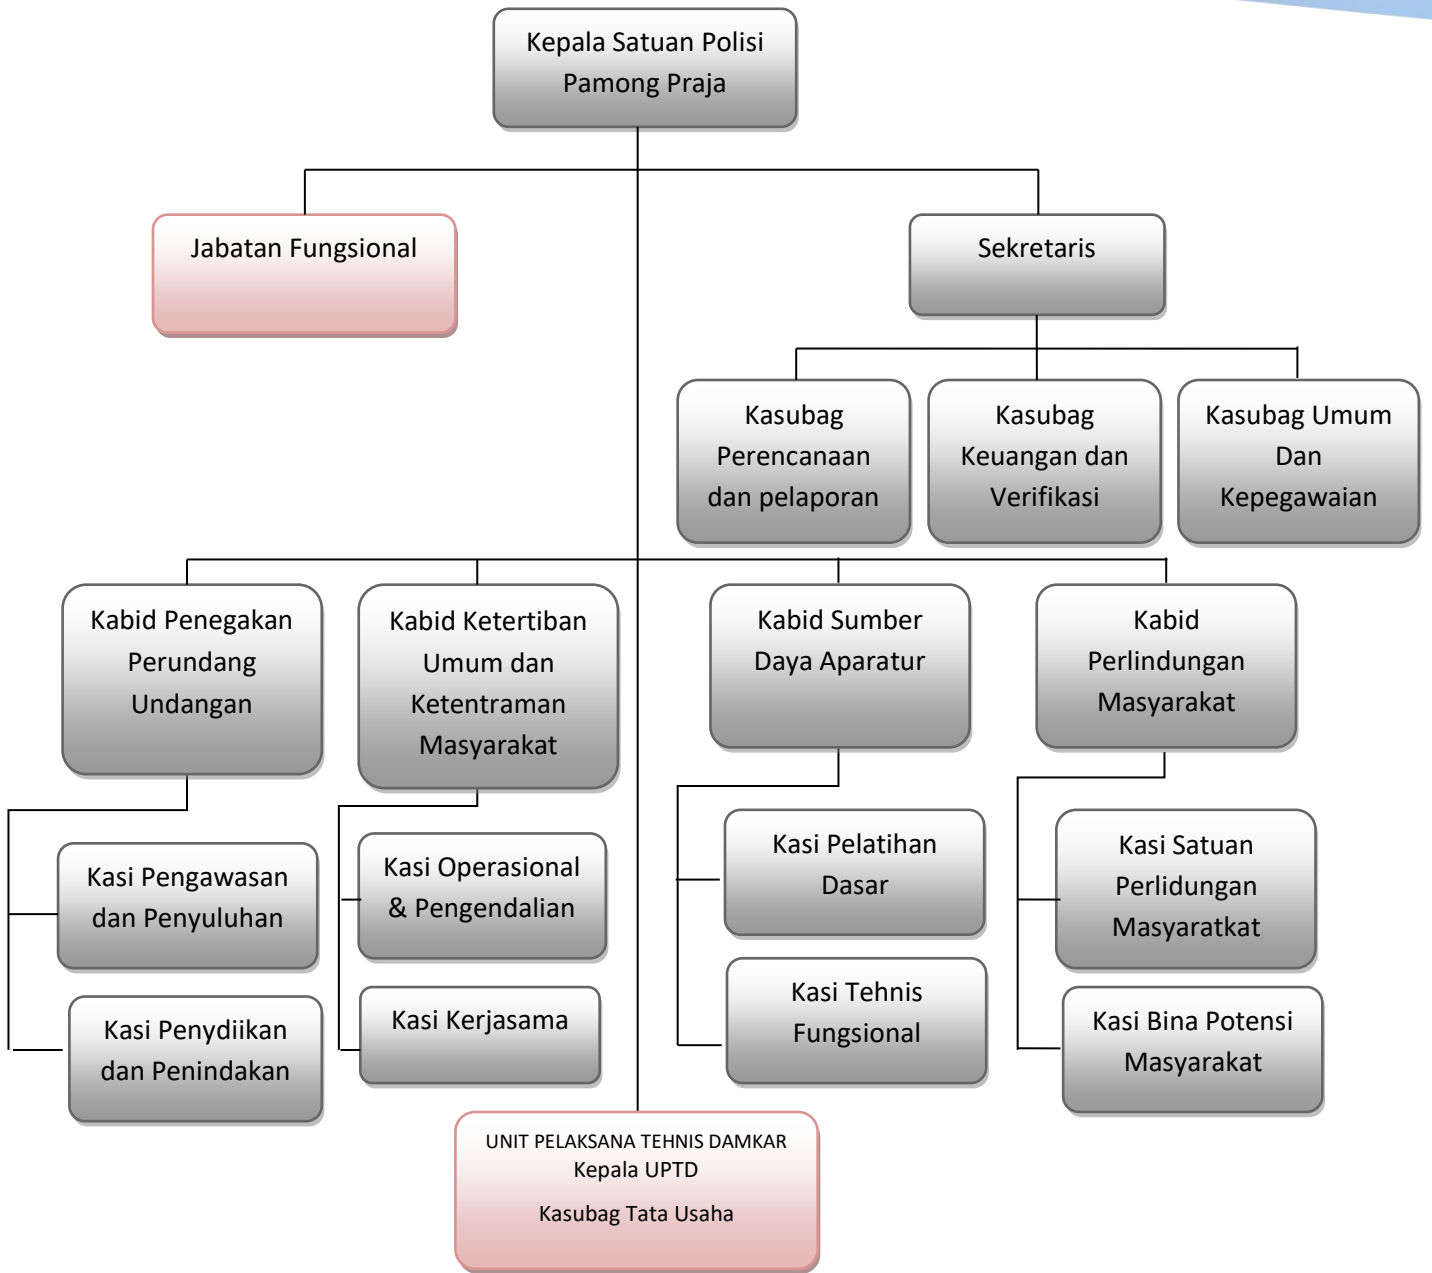 Kepala Satuan Polisi
Pamong Praja
Jabatan Fungsional
Sekretaris
Kasubag
Perencanaan
dan pelaporan
Kasubag
Keuangan dan
Verifikasi
Kasubag Umum
Dan
Kepegawaian
Kabid Penegakan
Perundang
Undangan
Kabid Ketertiban
Umum dan
Ketentraman
Masyarakat
Kabid Sumber
Daya Aparatur
Kabid
Perlindungan
Masyarakat
Kasi Pengawasan
dan Penyuluhan
Kasi Operasional
& Pengendalian
Kasi Pelatihan
Dasar
Kasi Satuan
Perlidungan
Masyaratkat
Kasi Penydiikan
dan Penindakan
Kasi Kerjasama
Kasi Tehnis
Fungsional
Kasi Bina Potensi
Masyarakat
UNIT PELAKSANA TEHNIS DAMKAR
Kepala UPTD
Kasubag Tata Usaha